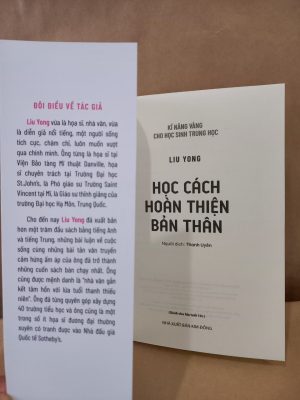 ĐÔI ĐIỀU VỀ TÁC GIẢ
Liu Yong vừa là họa sĩ, nhà văn, vừa
là diễn giả nổi tiếng, một người sống
tích cực, chăm chỉ, luôn muốn vượt
qua chính mình. Ông từng là họa sĩ tại
Viện Bảo tàng Mĩ thuật Danville, họa
sĩ chuyên trách tại Trường Đại học
St.John's, là Phó giáo sư Trường Saint
Vincent tại Mĩ, là Giáo sư thỉnh giảng của
trường Đại học Hạ Môn, Trung Quốc.
Cho đến nay Liu Yong đã xuất bản
hơn một trăm đầu sách bằng tiếng Anh
và tiếng Trung, những bài luận về cuộc
sống cùng những bài tản văn truyền
cảm hứng ấm áp của ông đã trở thành
những cuốn sách bán chạy nhất. Ông
cũng được mệnh danh là "nhà văn gắn
kết tâm hồn với kia tuổi thanh thiếu
niên". Ông đã từng quyên góp xây dựng
40 trường tiểu học và ông cũng là một
trong số ít họa sĩ đương đại thường
xuyên có tranh được vào Nhà đấu giá
Quốc tế Sotheby's.
KĨ NĂNG VÀNG
CHO HỌC SINH TRUNG HỌC
LIU YONG
HỌC CÁCH
HOÀN THIỆN
BẢN THÂN
Người dịch: Thanh Uyên
NHÀ XUẤT BẢN KIM ĐỒNG